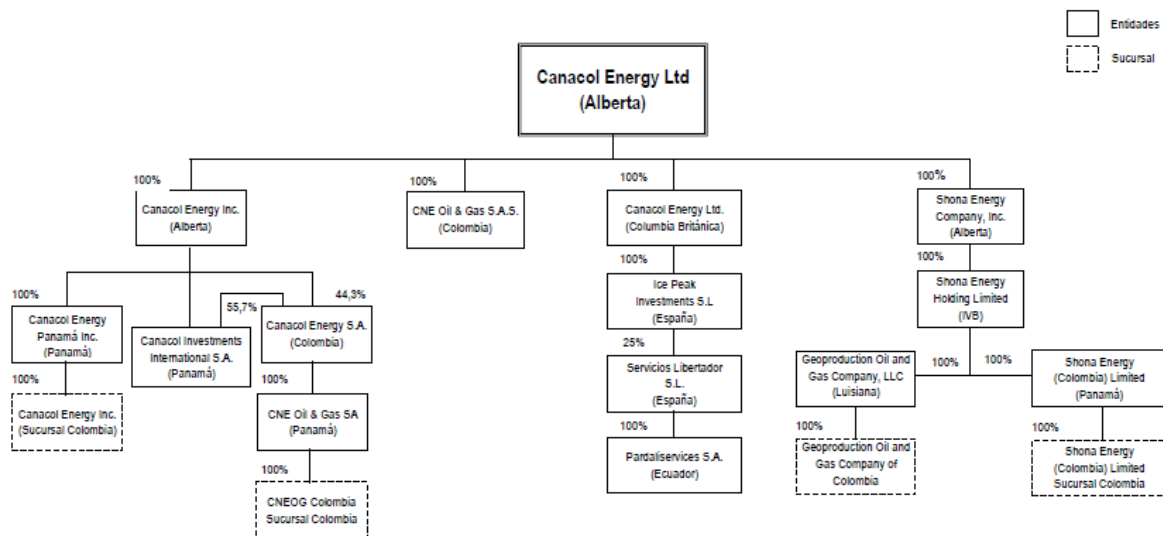 Entidades
Sucursal
Canacol Energy Ltd
(Alberta)
100%
100%
100%
100%
Canacol Energy Inc.
(Alberta)
CNE Oil & Gas S.A.S.
(Colombia)
Canacol Energy Ltd.
(Columbia Británica)
Shona Energy
Company, Inc.
(Alberta)
100%
55,7%
44,3%
100%
100%
Canacol Energy
Panamá Inc.
(Panamá)
Canacol Investments
International S.A.
(Panamá)
Canacol Energy S.A.
(Colombia)
Ice Peak
Investments S.L
(España)
Shona Energy
Holding Limited
(IVB)
100%
100%
25%
100%
100%
Canacol Energy Inc.
(Sucursal Colombia)
CNE Oil & Gas SA
(Panamá)
Servicios Libertador
S.L.
(España)
Geoproduction Oil and
Gas Company, LLC
(Luisiana)
Shona Energy
(Colombia) Limited
(Panamá)
100%
100%
100%
100%
CNEOG Colombia
Sucursal Colombia
Pardaliservices S.A.
(Ecuador)
Geoproduction Oil and
Gas Company of
Colombia
Shona Energy
(Colombia) Limited
Sucursal Colombia